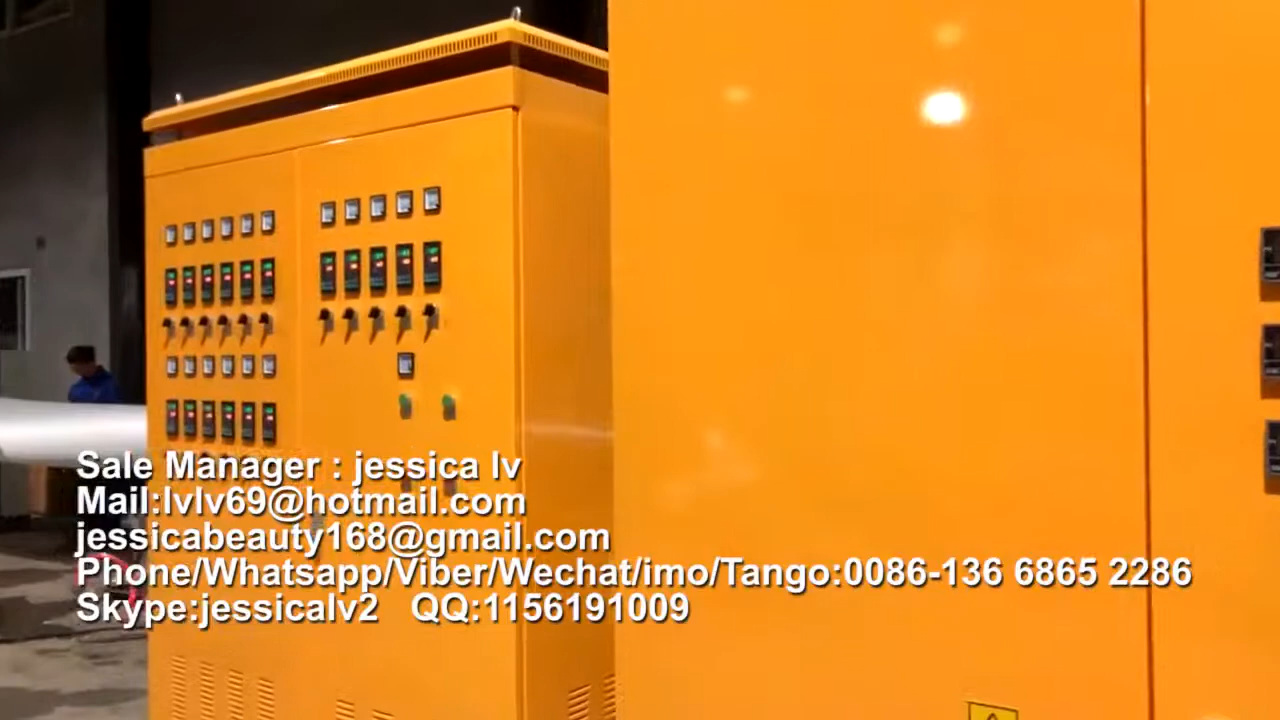 Sale Manager : jessica lv
Mail:lvlv69@hotmail.com
jessicabeauty168@gmail.com
Phone/Whatsapp/Viber/Wechat/imo/Tango:0086-136 6865 2286
Skype:jessicalv2 QQ:1156191009